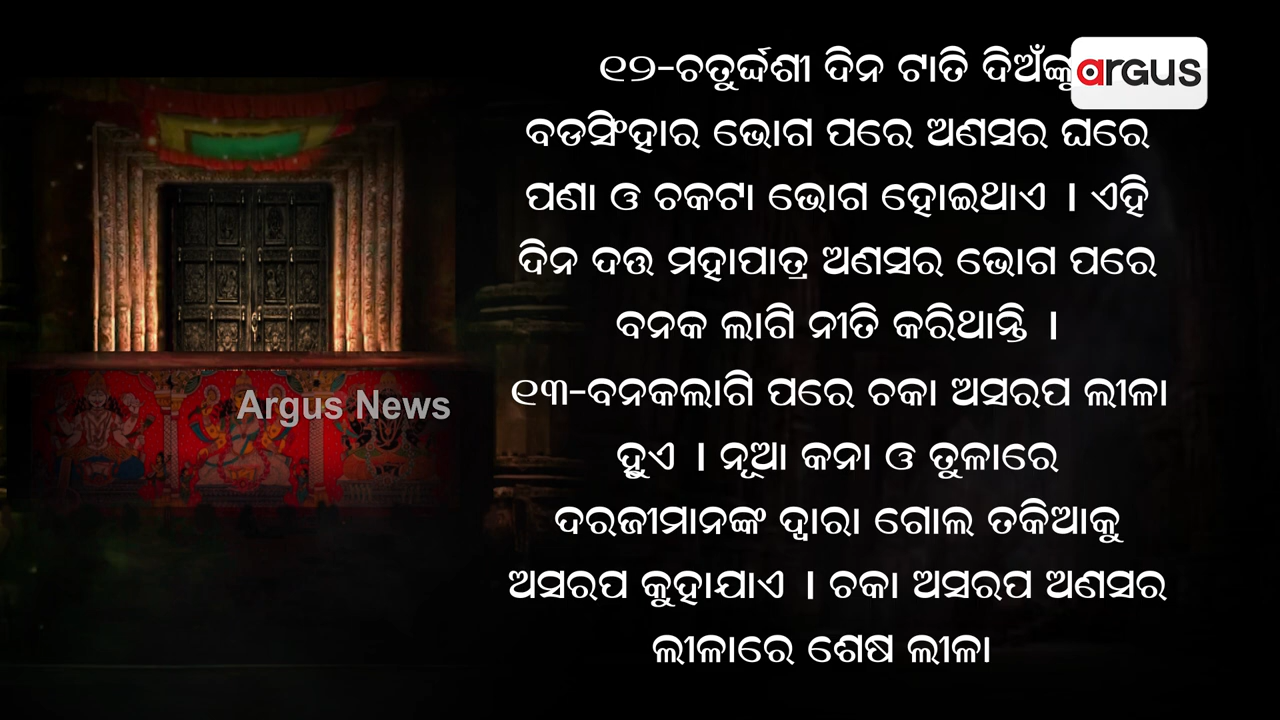 ୧୨-ଚତୁର୍ଦ୍ଦଶୀ ଦିନ ଟାତି ଦିଅଁଙ୍କୁ
argus
ବଡସିଂହାର ଭୋଗ ପରେ ଅଣସର ଘରେ
ପଣା ଓ ଚକଟା ଭୋଗ ହୋଇଥାଏ । ଏହି
ଦିନ ଦତ୍ତ ମହାପାତ୍ର ଅଣସର ଭୋଗ ପରେ
ବନକ ଲାଗି ନୀତି କରିଥାନ୍ତି ।
୧୩-ବନକଲାଗି ପରେ ଚକା ଅସରପ ଲୀଳା
ହୁଏ । ନୂଆ କନା ଓ ତୁଳାରେ
ଦରଜୀମାନଙ୍କ ଦ୍ୱାରା ଗୋଲ ତକିଆକୁ
ଅସରପ କୁହାଯାଏ । ଚକା ଅସରପ ଅଣସର
ଲୀଳାରେ ଶେଷ ଲୀଳା
Argus News